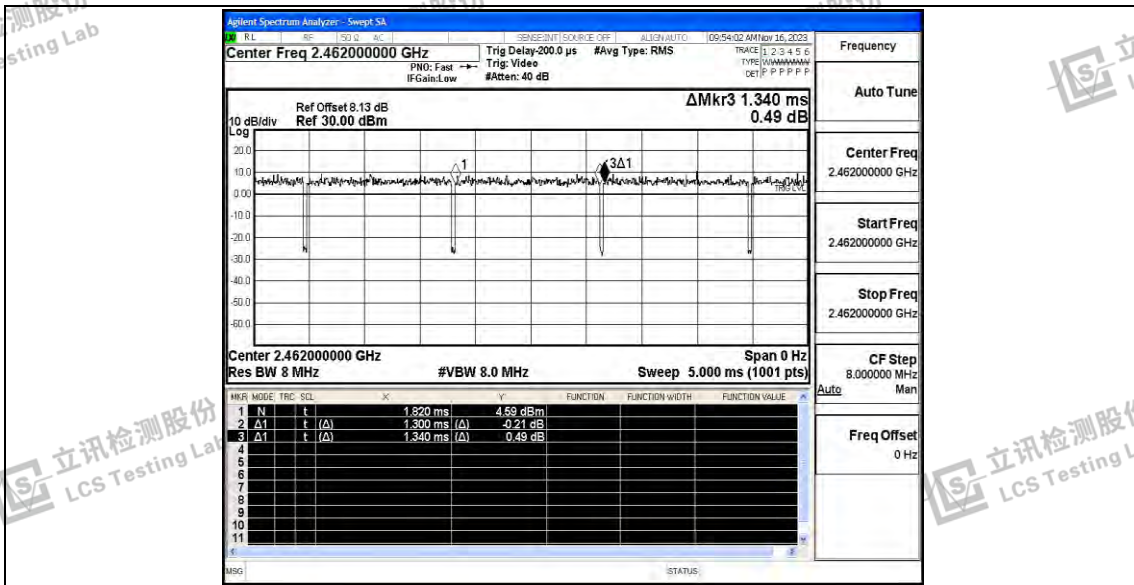 Agilent Spectrum Analyzer - Swept SA
RL RF 50 Ω AC SENSE:INT SOURCE OFF ALIGN AUTO 09:54:02 AM Nov 16, 2023
Center Freq 2.462000000 GHz
PNO: Fast
IFGain:Low
Trig Delay-200.0 µs
Trig: Video
#Atten: 40 dB
#Avg Type: RMS
TRACE 1 2 3 4 5 6
TYPE WWWWWW
DET P P P P P P
ΔMkr3 1.340 ms
0.49 dB
Ref Offset 8.13 dB
10 dB/div Ref 30.00 dBm
Log
20.0
10.0
0.00
-10.0
-20.0
-30.0
-40.0
-50.0
-60.0
1
3Δ1
TRIG LVL
Center 2.462000000 GHz Span 0 Hz
Res BW 8 MHz #VBW 8.0 MHz Sweep 5.000 ms (1001 pts)
MKR MODE TRC SCL X Y FUNCTION FUNCTION WIDTH FUNCTION VALUE
1 N t 1.820 ms 4.59 dBm
2 Δ1 t (Δ) 1.300 ms (Δ) -0.21 dB
3 Δ1 t (Δ) 1.340 ms (Δ) 0.49 dB
4
5
6
7
8
9
10
11
MSG STATUS
Frequency
Auto Tune
Center Freq
2.462000000 GHz
Start Freq
2.462000000 GHz
Stop Freq
2.462000000 GHz
CF Step
8.000000 MHz
Auto Man
Freq Offset
0 Hz
立讯检测股份
LCS Testing Lab
立讯检测股份
LCS Testing L
esting Lab